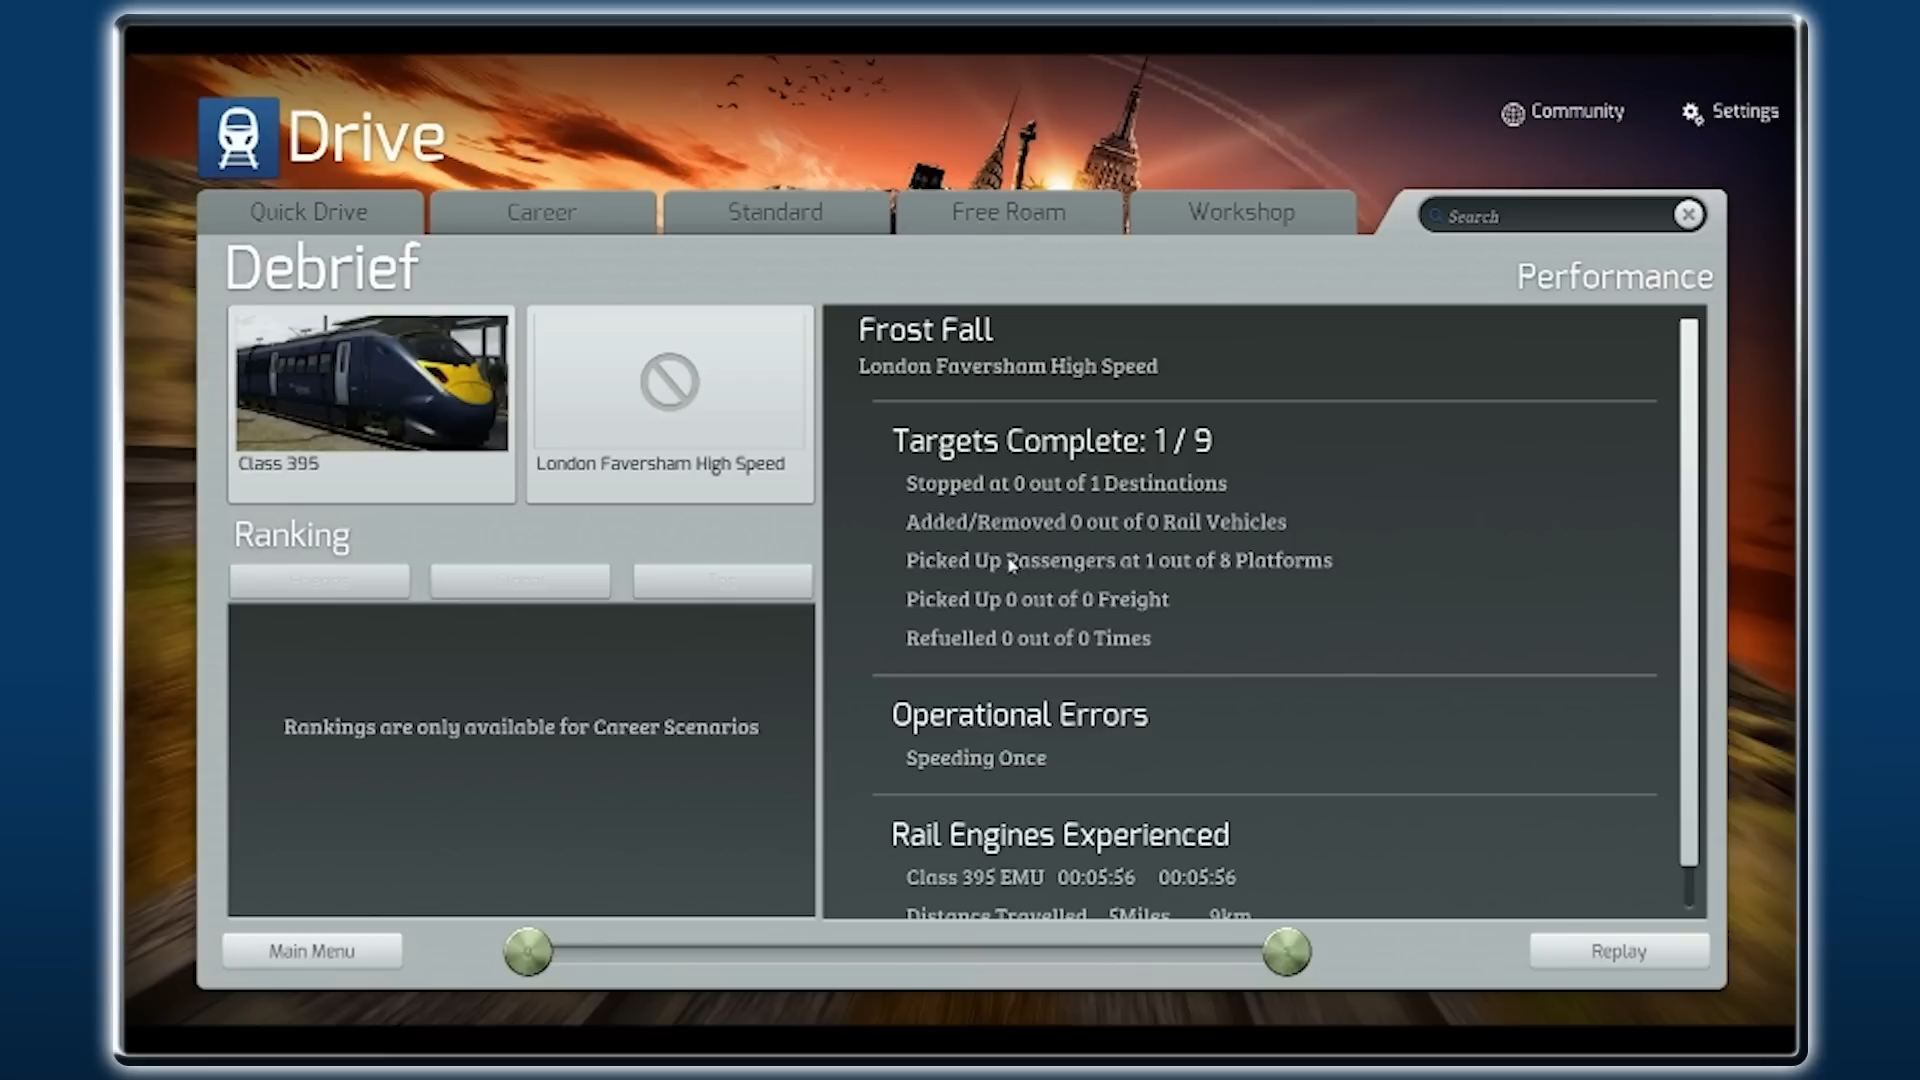 Drive
Community
Settings
Quick Drive
Career
Standard
Free Roam
Workshop
Search
Debrief
Performance
Class 395
London Faversham High Speed
Ranking
Rankings are only available for Career Scenarios
Frost Fall
London Faversham High Speed
Targets Complete: 1 / 9
Stopped at 0 out of 1 Destinations
Added/Removed 0 out of 0 Rail Vehicles
Picked Up Passengers at 1 out of 8 Platforms
Picked Up 0 out of 0 Freight
Refuelled 0 out of 0 Times
Operational Errors
Speeding Once
Rail Engines Experienced
Class 395 EMU 00:05:56 00:05:56
Distance Travelled 5Miles 9km
Main Menu
Replay